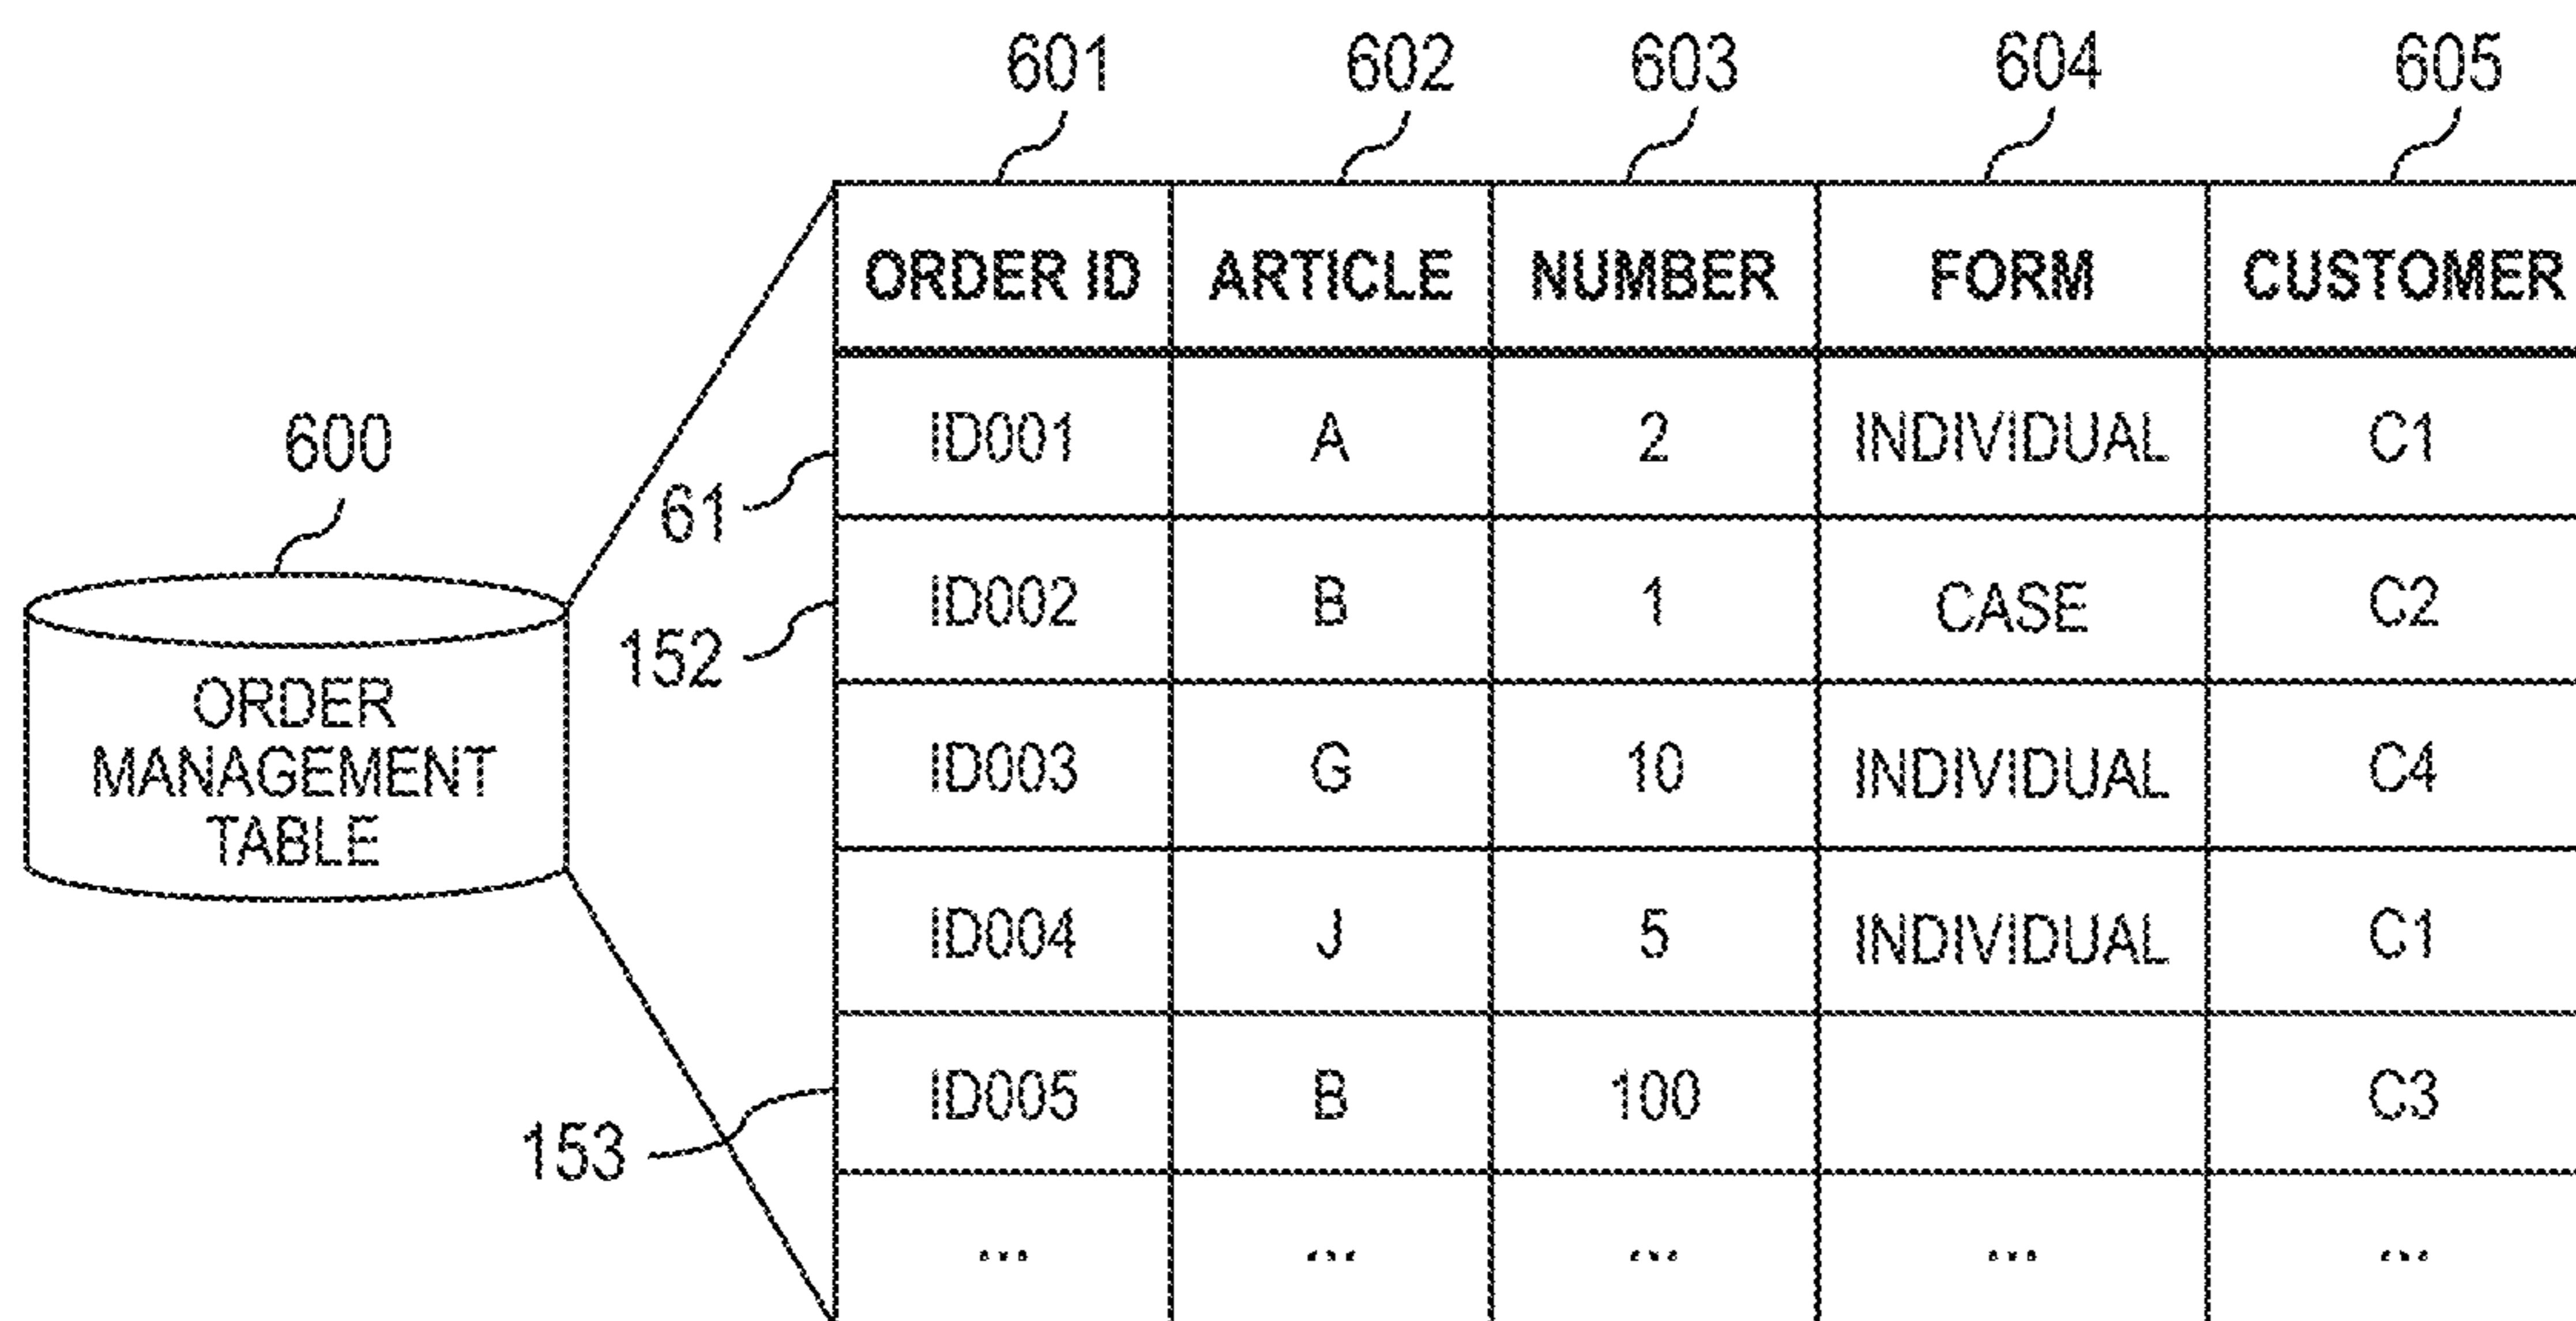 601 602 603 604 605
ORDER ID ARTICLE NUMBER FORM CUSTOMER
ID001 A 2 INDIVIDUAL C1
600
61
ID002 B 1 CASE C2
152
ORDER
MANAGEMENT
TABLE
ID003 G 10 INDIVIDUAL C4
ID004 J 5 INDIVIDUAL C1
ID005 B 100 C3
153
... ... ... ... ...